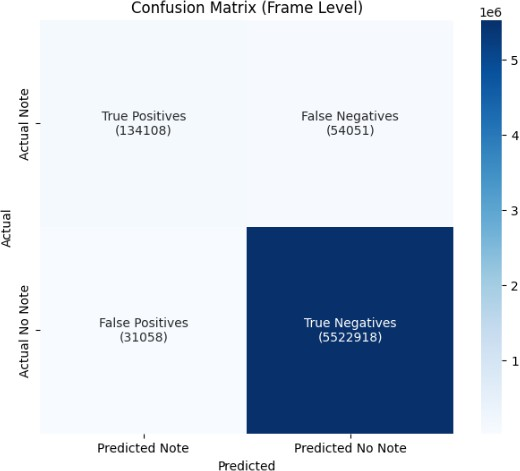 Confusion Matrix (Frame Level)
1e6
True Positives
(134108)
False Negatives
(54051)
False Positives
(31058)
True Negatives
(5522918)
Actual Note
Actual No Note
Actual
Predicted Note
Predicted No Note
Predicted
5
4
3
2
1